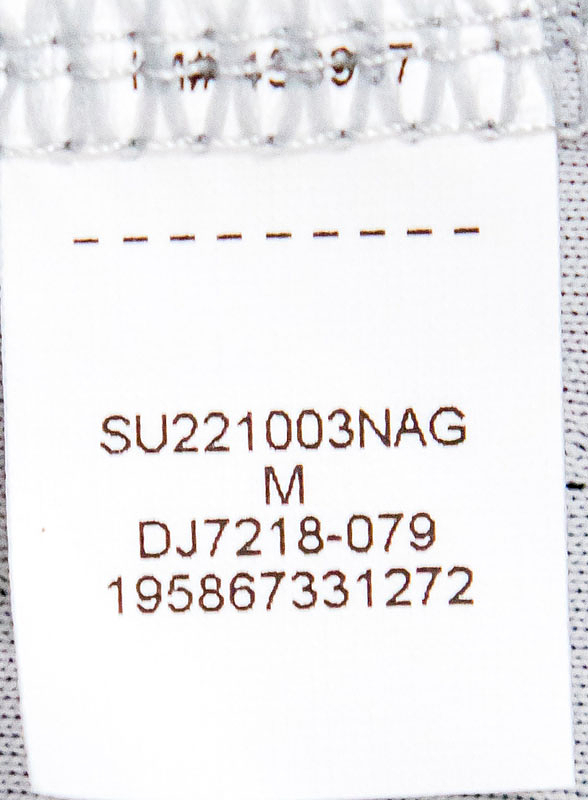 - - - - - - - - -
SU221003NAG
M
DJ7218-079
195867331272